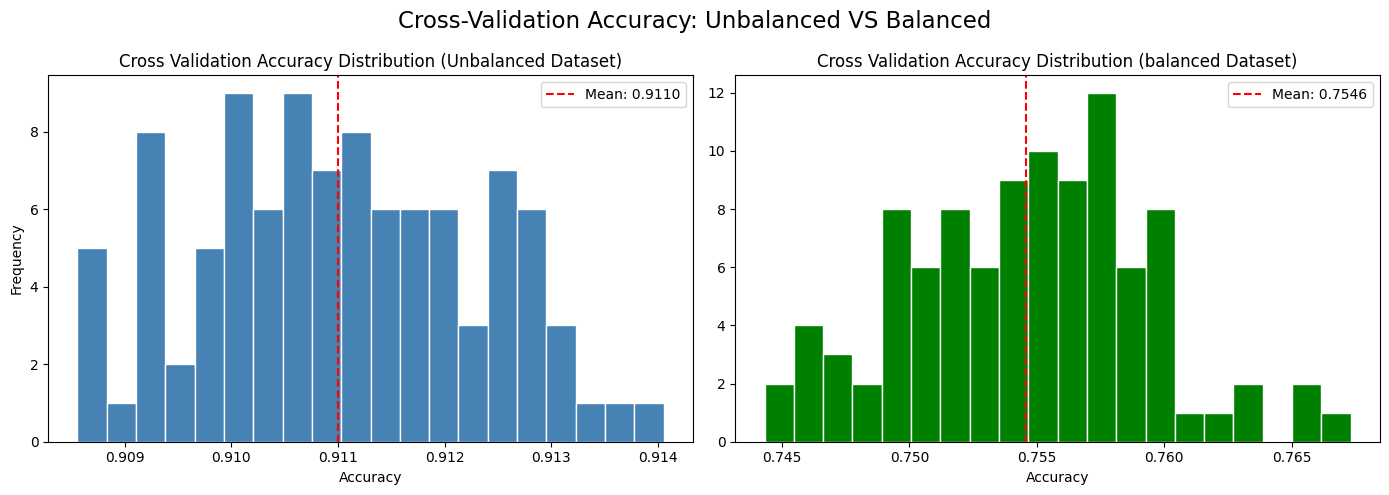 Cross-Validation Accuracy: Unbalanced VS Balanced
Cross Validation Accuracy Distribution (Unbalanced Dataset)
Mean: 0.9110
Frequency
8
6
4
2
0
0.909 0.910 0.911 0.912 0.913 0.914
Accuracy
Cross Validation Accuracy Distribution (balanced Dataset)
Mean: 0.7546
12
10
8
6
4
2
0
0.745 0.750 0.755 0.760 0.765
Accuracy